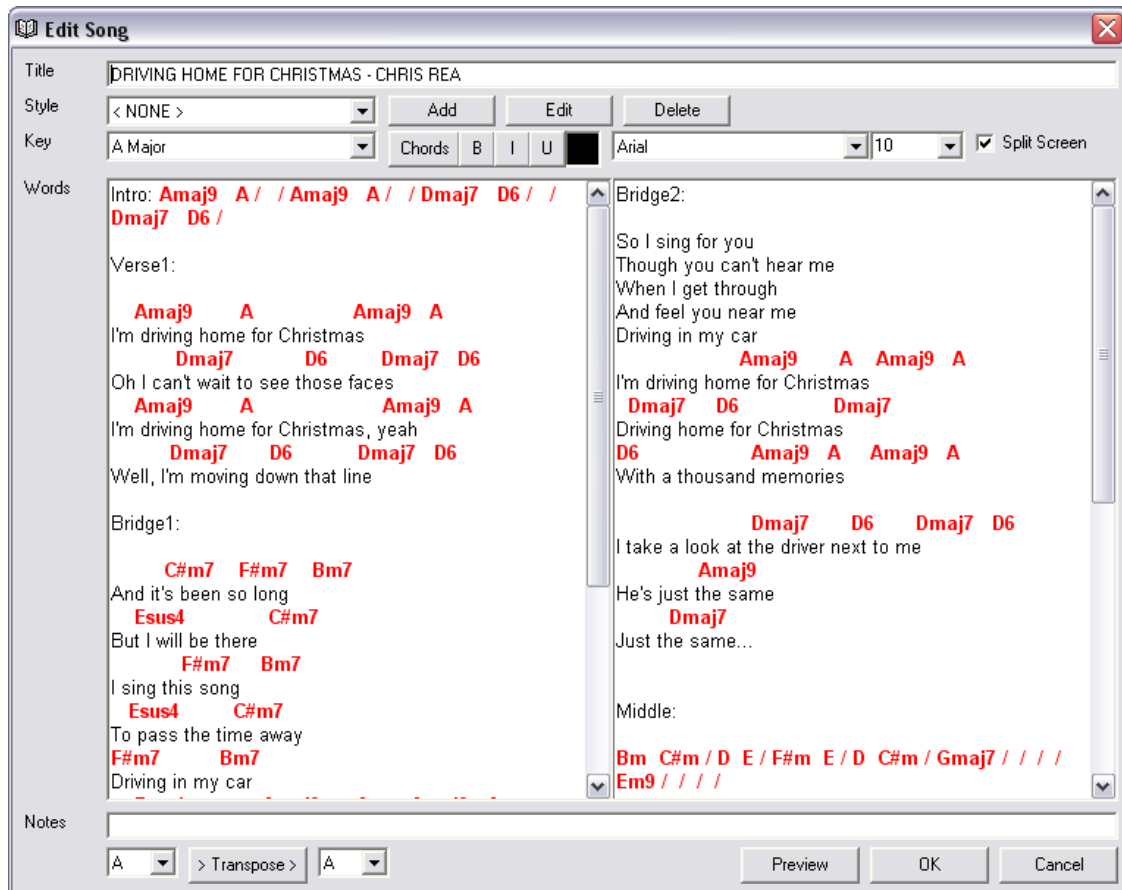 Edit Song
Title
DRIVING HOME FOR CHRISTMAS - CHRIS REA
Style
< NONE >
Add
Edit
Delete
Key
A Major
Chords
B
I
U
Arial
10
Split Screen
Words
Intro: Amaj9 A / / Amaj9 A / / Dmaj7 D6 / /
Dmaj7 D6 /
Verse1:
Amaj9 A Amaj9 A
I'm driving home for Christmas
Dmaj7 D6 Dmaj7 D6
Oh I can't wait to see those faces
Amaj9 A Amaj9 A
I'm driving home for Christmas, yeah
Dmaj7 D6 Dmaj7 D6
Well, I'm moving down that line
Bridge1:
C#m7 F#m7 Bm7
And it's been so long
Esus4 C#m7
But I will be there
F#m7 Bm7
I sing this song
Esus4 C#m7
To pass the time away
F#m7 Bm7
Driving in my car
Bridge2:
So I sing for you
Though you can't hear me
When I get through
And feel you near me
Driving in my car
Amaj9 A Amaj9 A
I'm driving home for Christmas
Dmaj7 D6 Dmaj7
Driving home for Christmas
D6 Amaj9 A Amaj9 A
With a thousand memories
Dmaj7 D6 Dmaj7 D6
I take a look at the driver next to me
Amaj9
He's just the same
Dmaj7
Just the same...
Middle:
Bm C#m / D E / F#m E / D C#m / Gmaj7 / / / /
Em9 / / / /
Notes
A
> Transpose >
A
Preview
OK
Cancel